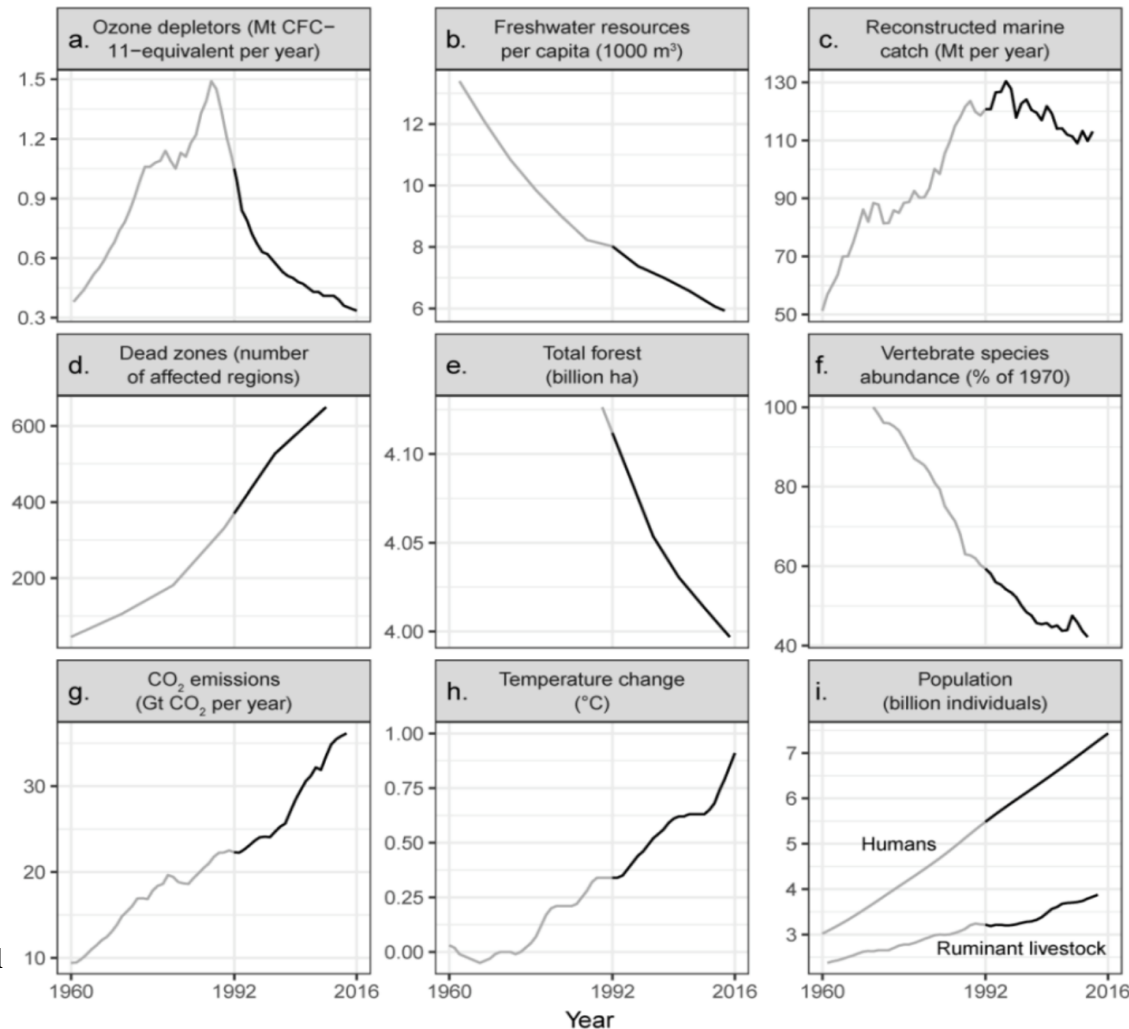 a. Ozone depletors (Mt CFC−
11−equivalent per year)
1.5
1.2
0.9
0.6
0.3
b. Freshwater resources
per capita (1000 m³)
12
10
8
6
c. Reconstructed marine
catch (Mt per year)
130
110
90
70
50
d. Dead zones (number
of affected regions)
600
400
200
e. Total forest
(billion ha)
4.10
4.05
4.00
f. Vertebrate species
abundance (% of 1970)
100
80
60
40
g. CO₂ emissions
(Gt CO₂ per year)
30
20
10
1960 1992 2016
h. Temperature change
(°C)
1.00
0.75
0.50
0.25
0.00
1960 1992 2016
i. Population
(billion individuals)
7
6
5
4
3
Humans
Ruminant livestock
1960 1992 2016
Year